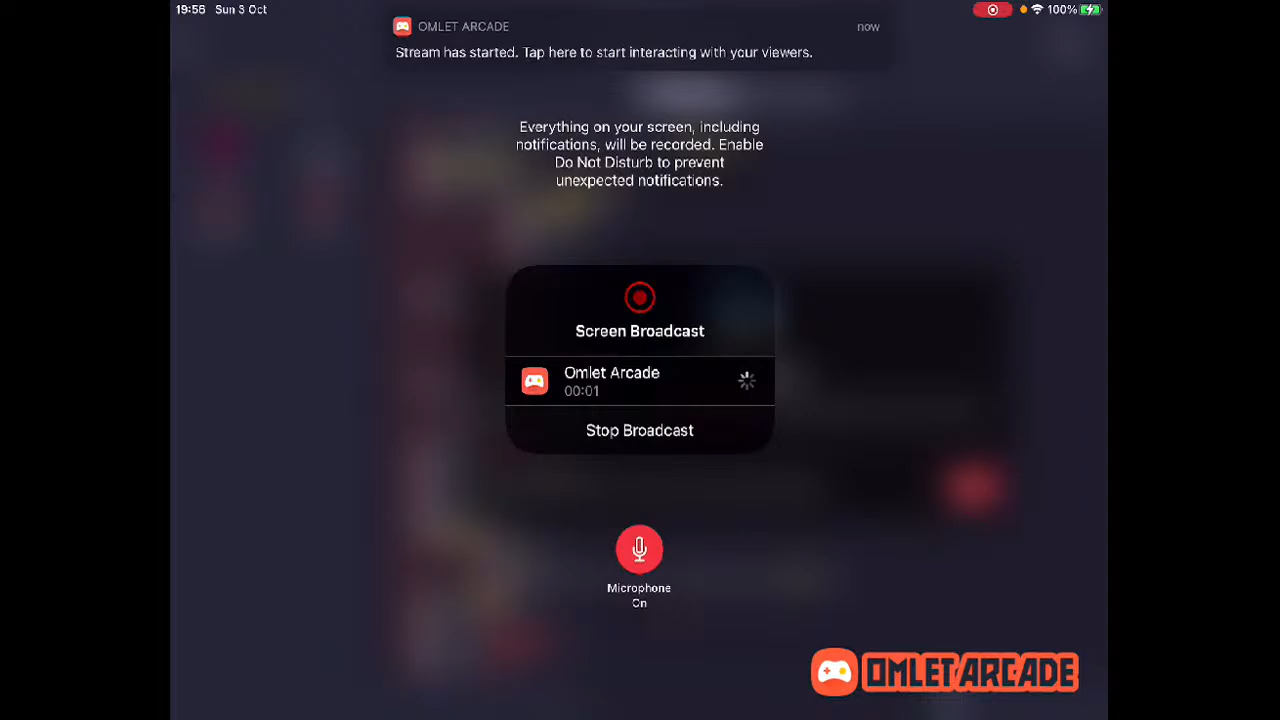 19:55 Sun 3 Oct
100%
OMLET ARCADE
now
Stream has started. Tap here to start interacting with your viewers.
Everything on your screen, including
notifications, will be recorded. Enable
Do Not Disturb to prevent
unexpected notifications.
Screen Broadcast
Omlet Arcade
00:01
Stop Broadcast
Microphone
On
OMLET ARCADE